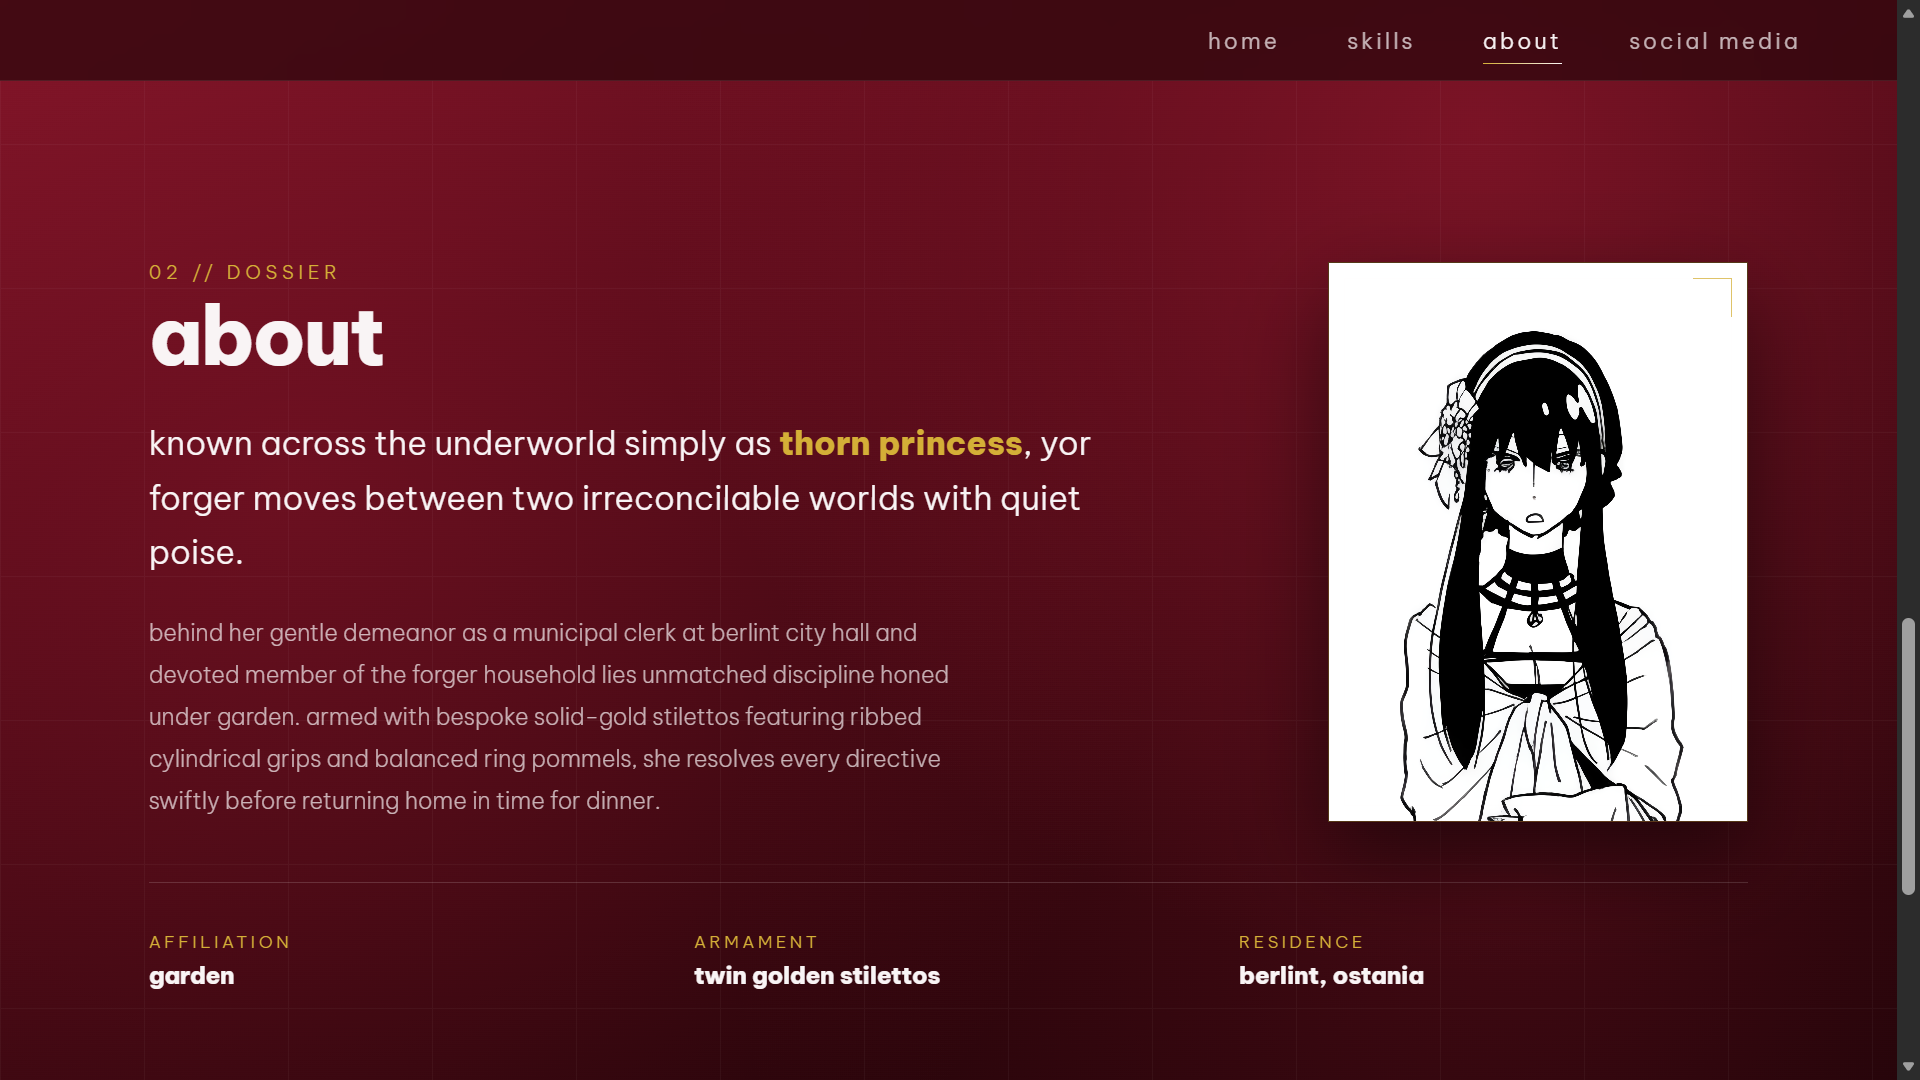 home
skills
about
social media
02 // DOSSIER
about
known across the underworld simply as thorn princess, yor
forger moves between two irreconcilable worlds with quiet
poise.
behind her gentle demeanor as a municipal clerk at berlint city hall and
devoted member of the forger household lies unmatched discipline honed
under garden. armed with bespoke solid-gold stilettos featuring ribbed
cylindrical grips and balanced ring pommels, she resolves every directive
swiftly before returning home in time for dinner.
AFFILIATION
garden
ARMAMENT
twin golden stilettos
RESIDENCE
berlint, ostania